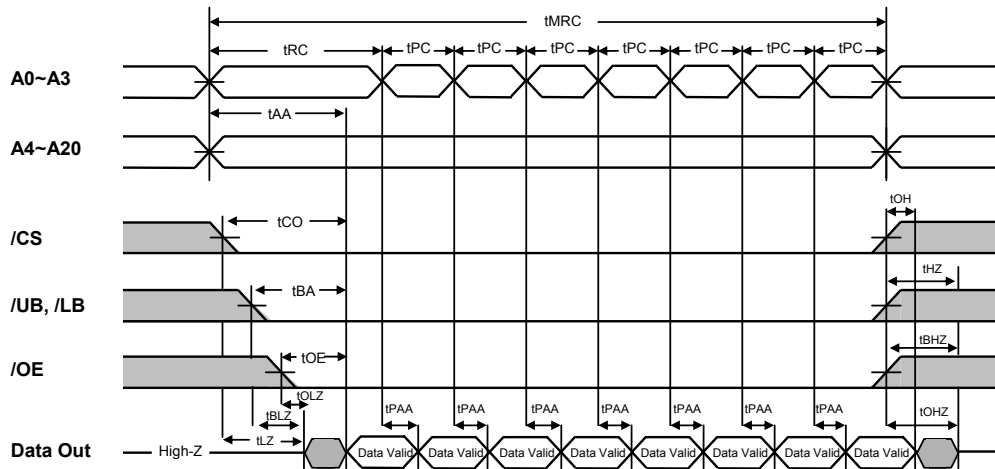 tMRC
tRC tPC tPC tPC tPC tPC tPC tPC
A0~A3
tAA
A4~A20
tCO tOH
/CS
tBA tHZ
/UB, /LB
tOE tBHZ
/OE
tOLZ
tBLZ tPAA tPAA tPAA tPAA tPAA tPAA tPAA tOHZ
tLZ
Data Out High-Z Data Valid Data Valid Data Valid Data Valid Data Valid Data Valid Data Valid Data Valid